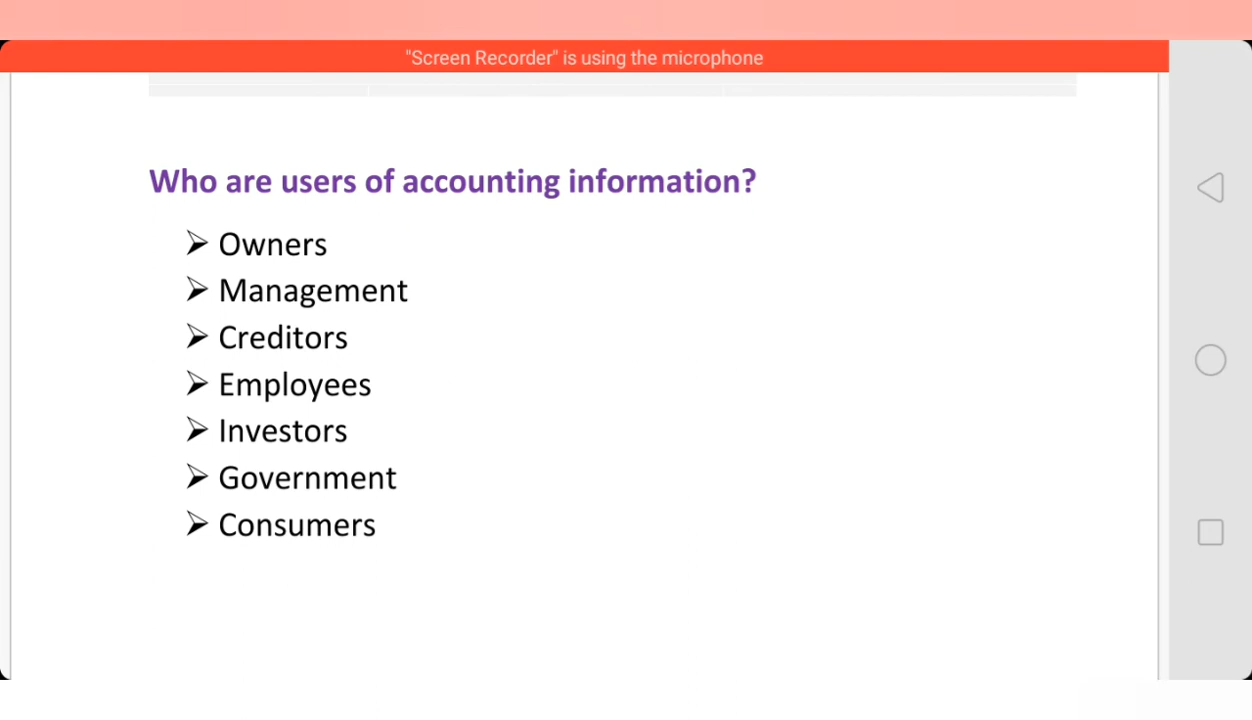 "Screen Recorder" is using the microphone
Who are users of accounting information?
➢ Owners
➢ Management
➢ Creditors
➢ Employees
➢ Investors
➢ Government
➢ Consumers